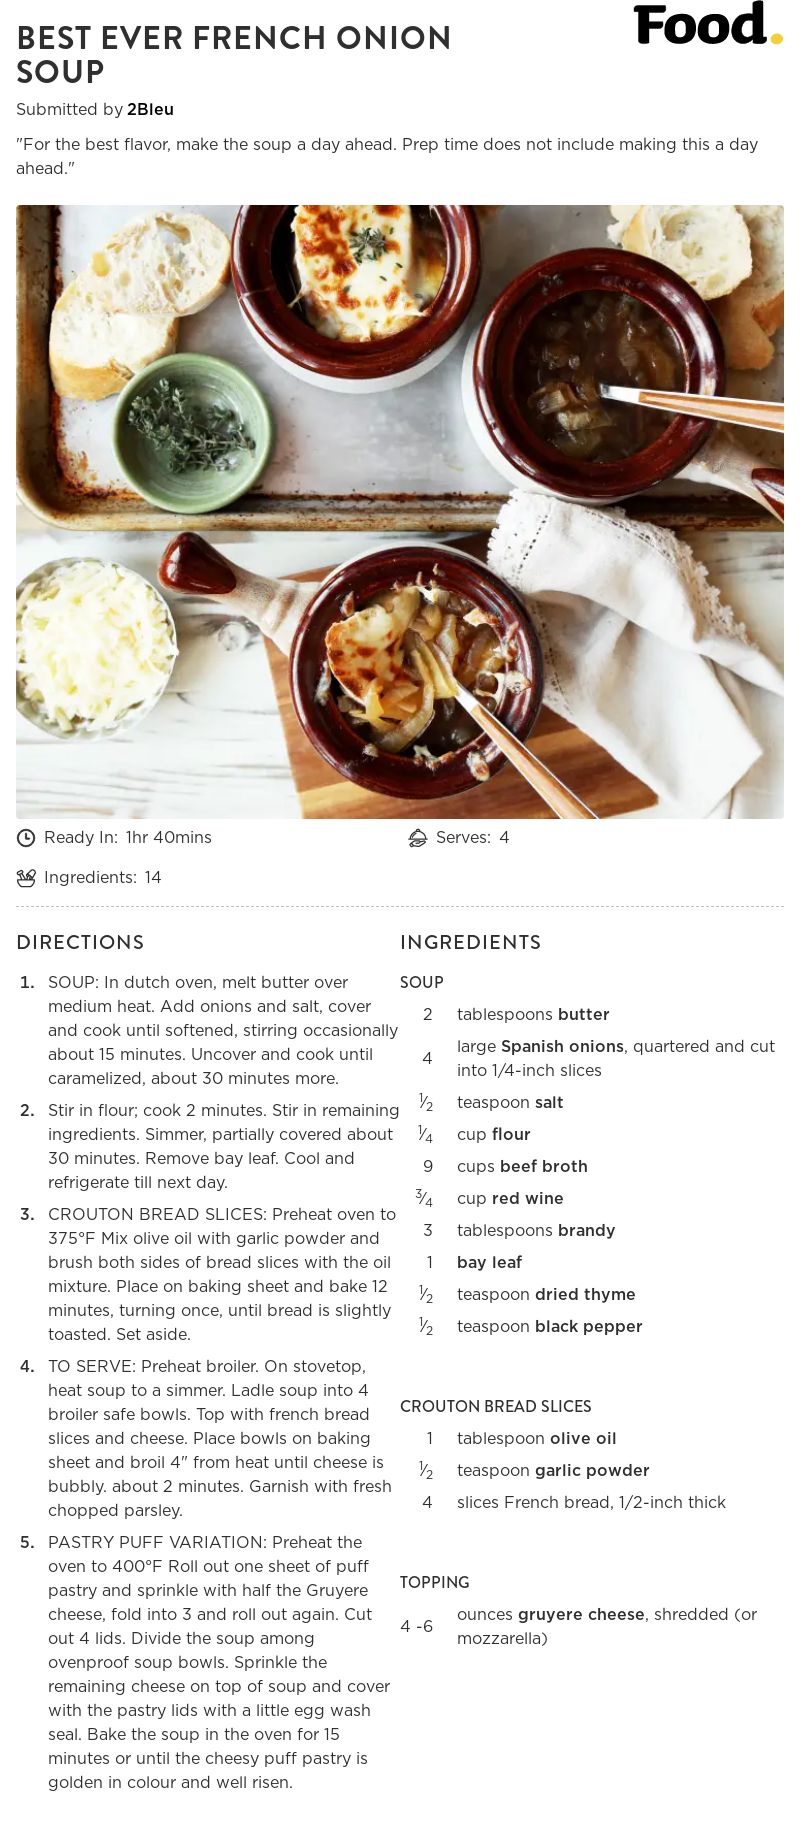 BEST EVER FRENCH ONION
SOUP
Food.
Submitted by 2Bleu
"For the best flavor, make the soup a day ahead. Prep time does not include making this a day
ahead."
Ready In: 1hr 40mins
Serves: 4
Ingredients: 14
DIRECTIONS
1. SOUP: In dutch oven, melt butter over
medium heat. Add onions and salt, cover
and cook until softened, stirring occasionally
about 15 minutes. Uncover and cook until
caramelized, about 30 minutes more.
2. Stir in flour; cook 2 minutes. Stir in remaining
ingredients. Simmer, partially covered about
30 minutes. Remove bay leaf. Cool and
refrigerate till next day.
3. CROUTON BREAD SLICES: Preheat oven to
375°F Mix olive oil with garlic powder and
brush both sides of bread slices with the oil
mixture. Place on baking sheet and bake 12
minutes, turning once, until bread is slightly
toasted. Set aside.
4. TO SERVE: Preheat broiler. On stovetop,
heat soup to a simmer. Ladle soup into 4
broiler safe bowls. Top with french bread
slices and cheese. Place bowls on baking
sheet and broil 4" from heat until cheese is
bubbly. about 2 minutes. Garnish with fresh
chopped parsley.
5. PASTRY PUFF VARIATION: Preheat the
oven to 400°F Roll out one sheet of puff
pastry and sprinkle with half the Gruyere
cheese, fold into 3 and roll out again. Cut
out 4 lids. Divide the soup among
ovenproof soup bowls. Sprinkle the
remaining cheese on top of soup and cover
with the pastry lids with a little egg wash
seal. Bake the soup in the oven for 15
minutes or until the cheesy puff pastry is
golden in colour and well risen.
INGREDIENTS
SOUP
2 tablespoons butter
4 large Spanish onions, quartered and cut
into 1/4-inch slices
1⁄2 teaspoon salt
1⁄4 cup flour
9 cups beef broth
3⁄4 cup red wine
3 tablespoons brandy
1 bay leaf
1⁄2 teaspoon dried thyme
1⁄2 teaspoon black pepper
CROUTON BREAD SLICES
1 tablespoon olive oil
1⁄2 teaspoon garlic powder
4 slices French bread, 1/2-inch thick
TOPPING
4 -6 ounces gruyere cheese, shredded (or
mozzarella)